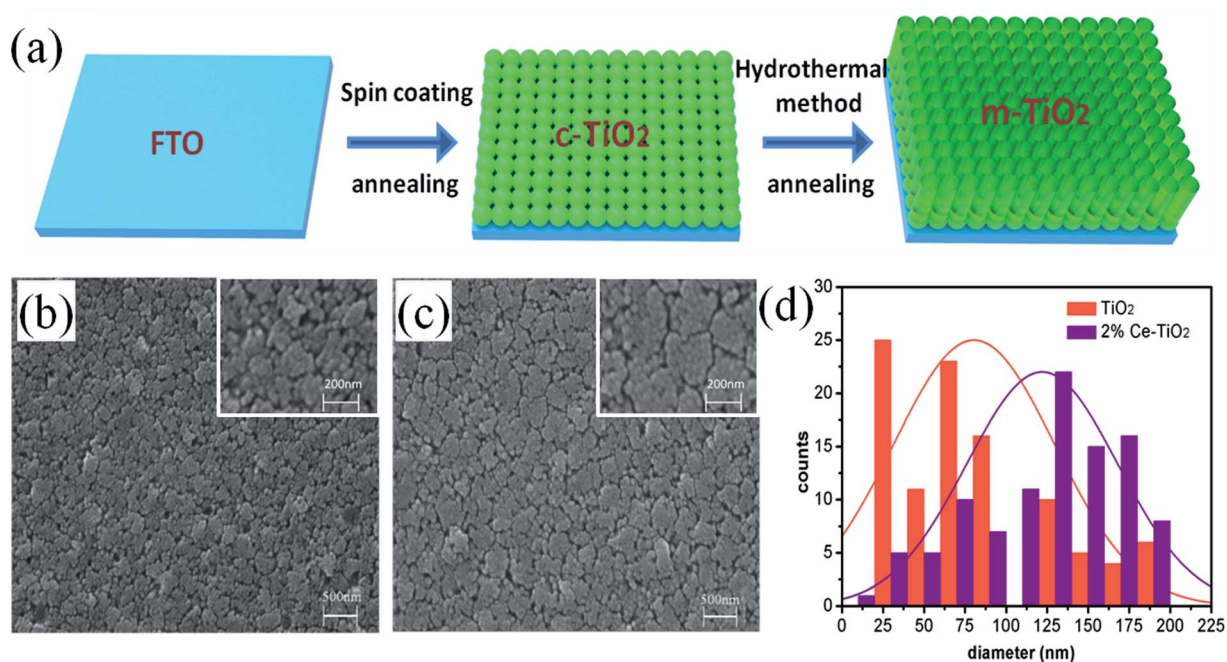 (a)
FTO
Spin coating
annealing
c-TiO2
Hydrothermal
method
annealing
m-TiO2
(b)
200nm
500nm
(c)
200nm
500nm
(d)
TiO2
2% Ce-TiO2
counts
30
25
20
15
10
5
0
0 25 50 75 100 125 150 175 200 225
diameter (nm)